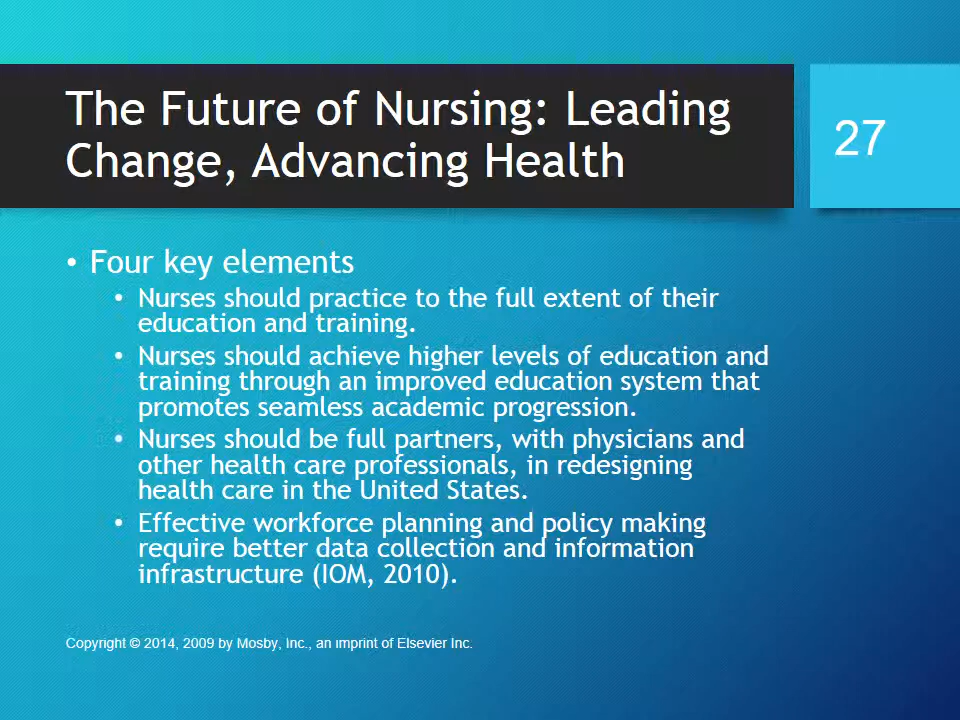 The Future of Nursing: Leading
Change, Advancing Health
27
• Four key elements
• Nurses should practice to the full extent of their
education and training.
• Nurses should achieve higher levels of education and
training through an improved education system that
promotes seamless academic progression.
• Nurses should be full partners, with physicians and
other health care professionals, in redesigning
health care in the United States.
• Effective workforce planning and policy making
require better data collection and information
infrastructure (IOM, 2010).
Copyright © 2014, 2009 by Mosby, Inc., an imprint of Elsevier Inc.